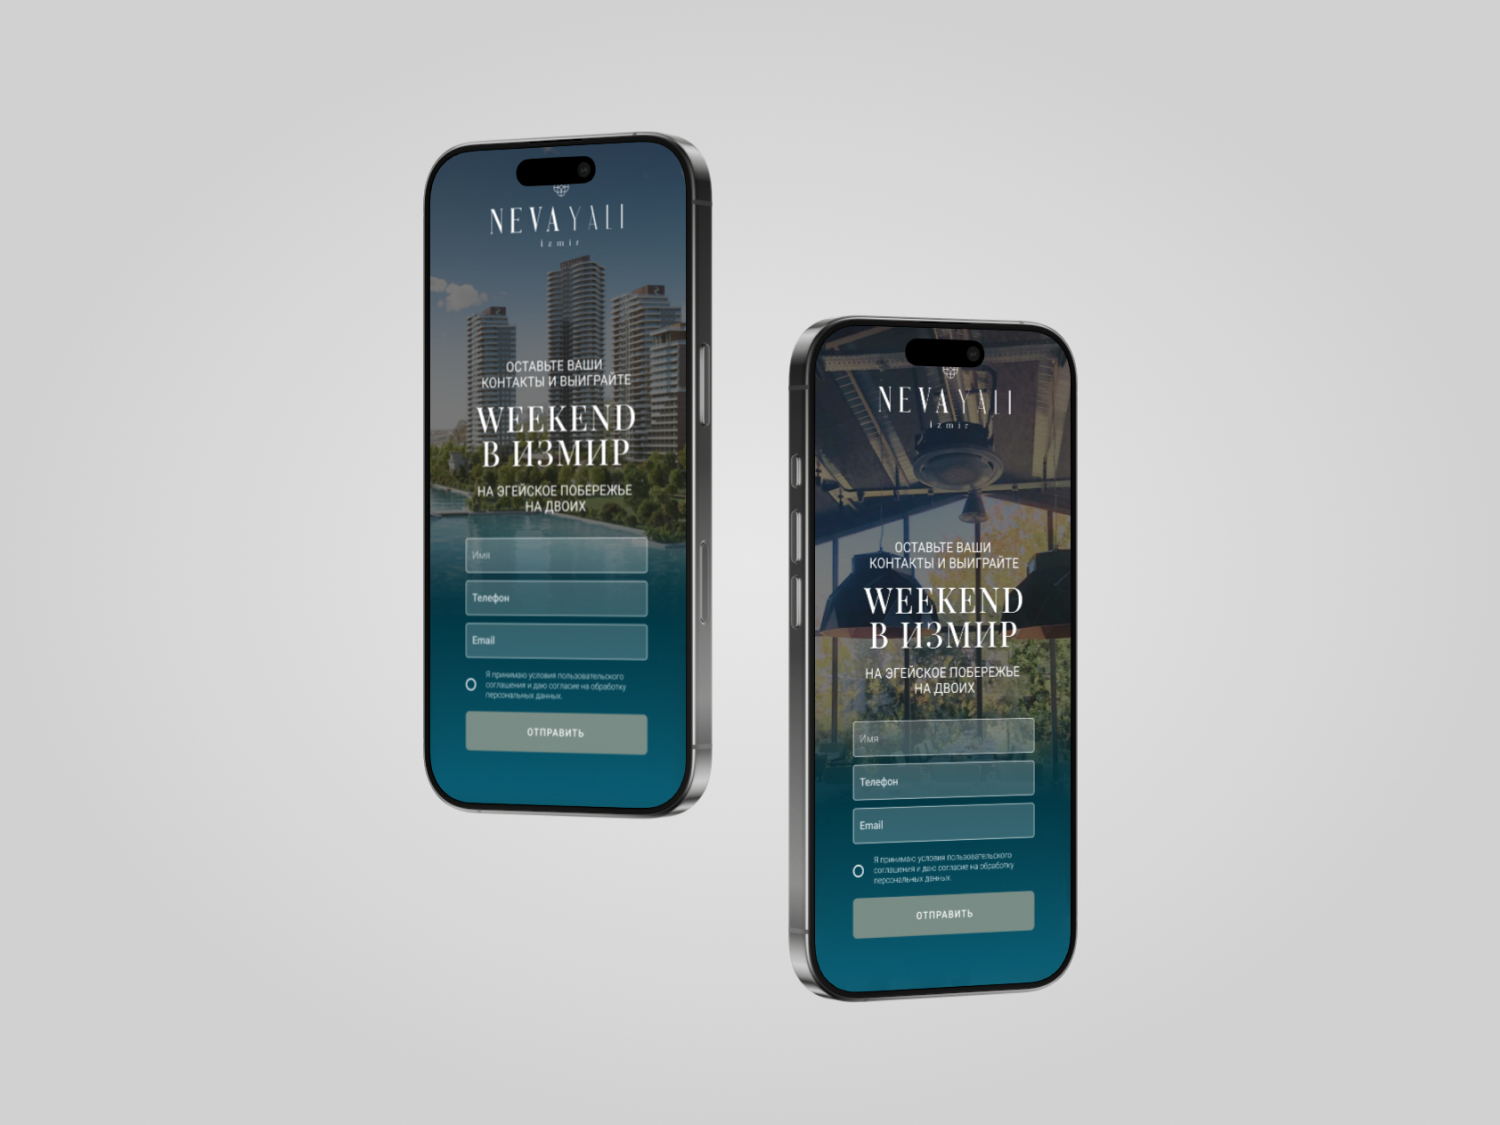 NEVA YALI
izmir
ОСТАВЬТЕ ВАШИ
КОНТАКТЫ И ВЫИГРАЙТЕ
WEEKEND
В ИЗМИР
НА ЭГЕЙСКОЕ ПОБЕРЕЖЬЕ
НА ДВОИХ
Имя
Телефон
Email
Я принимаю условия пользовательского
соглашения и даю согласие на обработку
персональных данных.
ОТПРАВИТЬ
NEVA YALI
izmir
ОСТАВЬТЕ ВАШИ
КОНТАКТЫ И ВЫИГРАЙТЕ
WEEKEND
В ИЗМИР
НА ЭГЕЙСКОЕ ПОБЕРЕЖЬЕ
НА ДВОИХ
Имя
Телефон
Email
Я принимаю условия пользовательского
соглашения и даю согласие на обработку
персональных данных.
ОТПРАВИТЬ